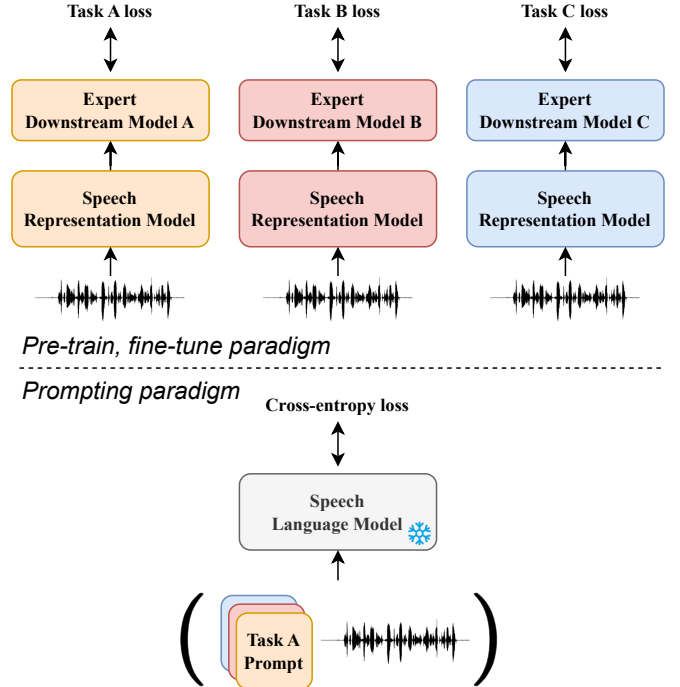 Task A loss
Task B loss
Task C loss
Expert
Downstream Model A
Expert
Downstream Model B
Expert
Downstream Model C
Speech
Representation Model
Speech
Representation Model
Speech
Representation Model
Pre-train, fine-tune paradigm
Prompting paradigm
Cross-entropy loss
Speech
Language Model
Task A
Prompt